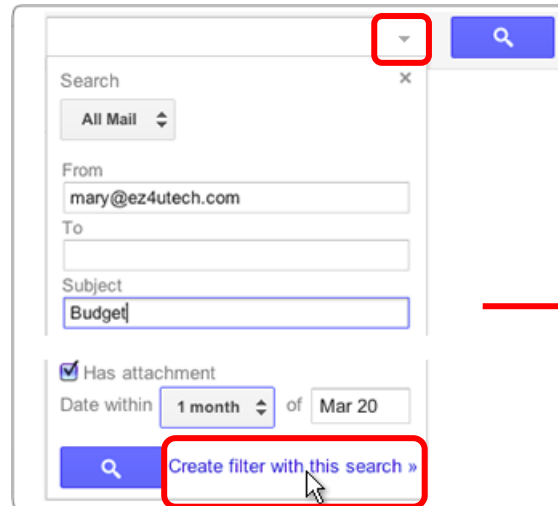 Search
All Mail
From
mary@ez4utech.com
To
Subject
Budget
Has attachment
Date within 1 month of Mar 20
Create filter with this search »